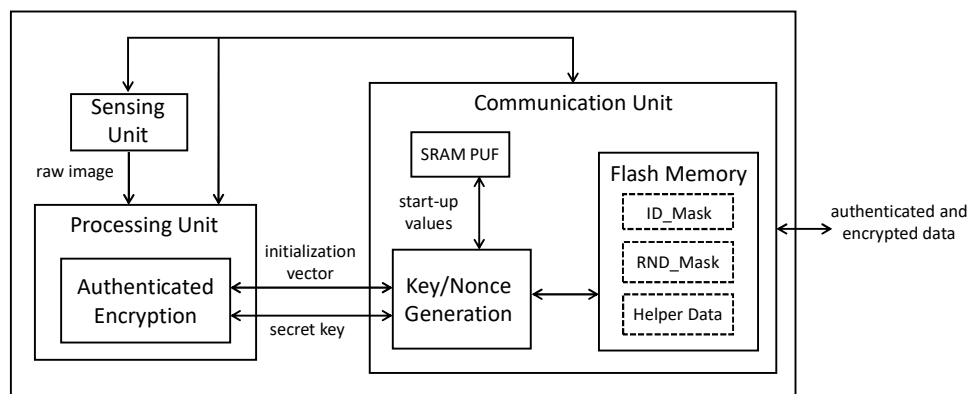 Sensing
Unit
raw image
Processing Unit
Authenticated
Encryption
initialization
vector
secret key
Communication Unit
SRAM PUF
start-up
values
Key/Nonce
Generation
Flash Memory
ID_Mask
RND_Mask
Helper Data
authenticated and
encrypted data